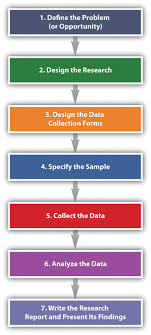 1. Define the Problem
(or Opportunity)
2. Design the Research
3. Design the Data
Collection Forms
4. Specify the Sample
5. Collect the Data
6. Analyze the Data
7. Write the Research
Report and Present Its Findings